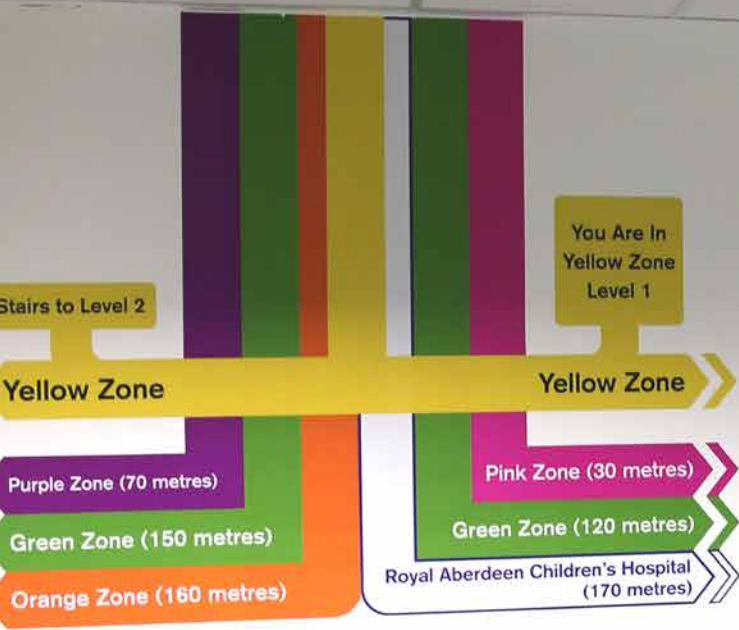 Stairs to Level 2
You Are In
Yellow Zone
Level 1
Yellow Zone
Yellow Zone
Purple Zone (70 metres)
Green Zone (150 metres)
Orange Zone (160 metres)
Pink Zone (30 metres)
Green Zone (120 metres)
Royal Aberdeen Children's Hospital
(170 metres)